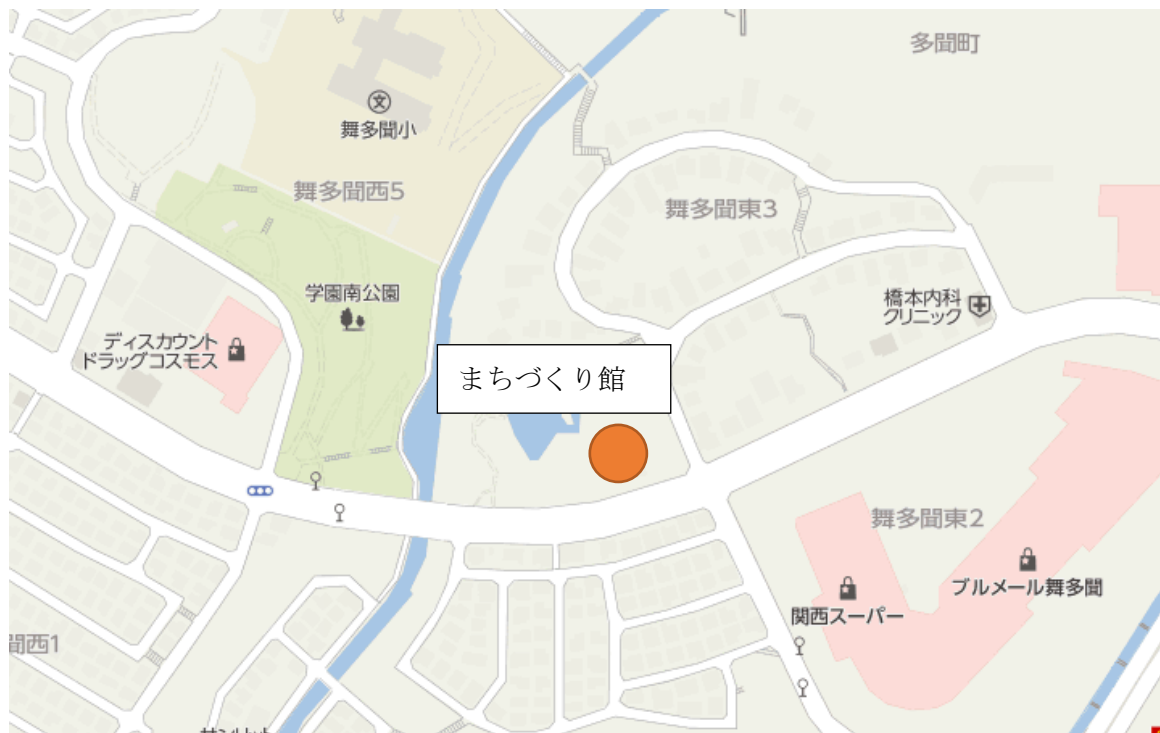 多聞町
文
舞多聞小
舞多聞西5
舞多聞東3
学園南公園
橋本内科
クリニック
ディスカウント
ドラッグコスモス
まちづくり館
舞多聞東2
ブルメール舞多聞
関西スーパー
聞西1